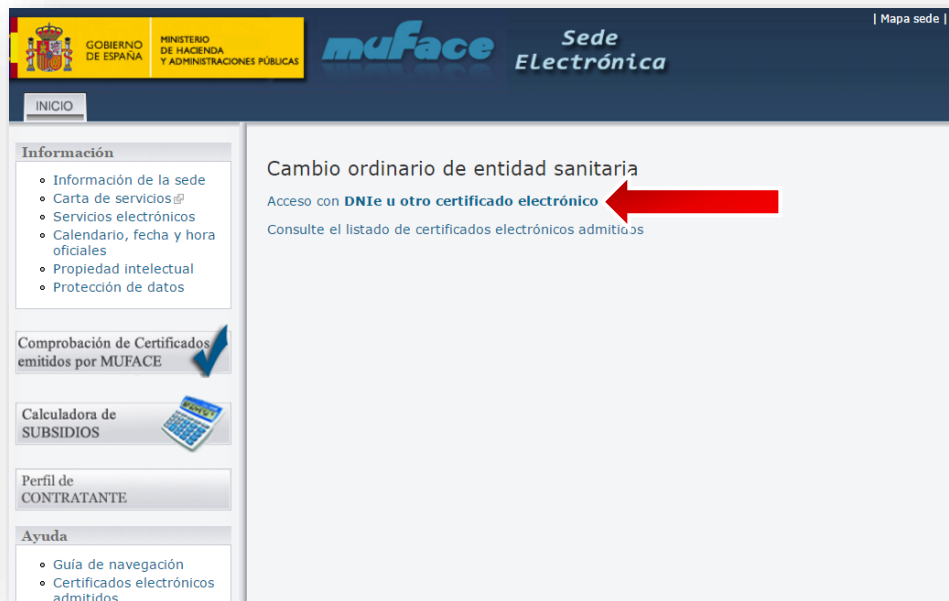 | Mapa sede |
GOBIERNO
DE ESPAÑA
MINISTERIO
DE HACIENDA
Y ADMINISTRACIONES PÚBLICAS
muface
Sede
Electrónica
INICIO
Información
Información de la sede
Carta de servicios
Servicios electrónicos
Calendario, fecha y hora
oficiales
Propiedad intelectual
Protección de datos
Comprobación de Certificados
emitidos por MUFACE
Calculadora de
SUBSIDIOS
Perfil de
CONTRATANTE
Ayuda
Guía de navegación
Certificados electrónicos
admitidos
Cambio ordinario de entidad sanitaria
Acceso con DNIe u otro certificado electrónico
Consulte el listado de certificados electrónicos admitidos